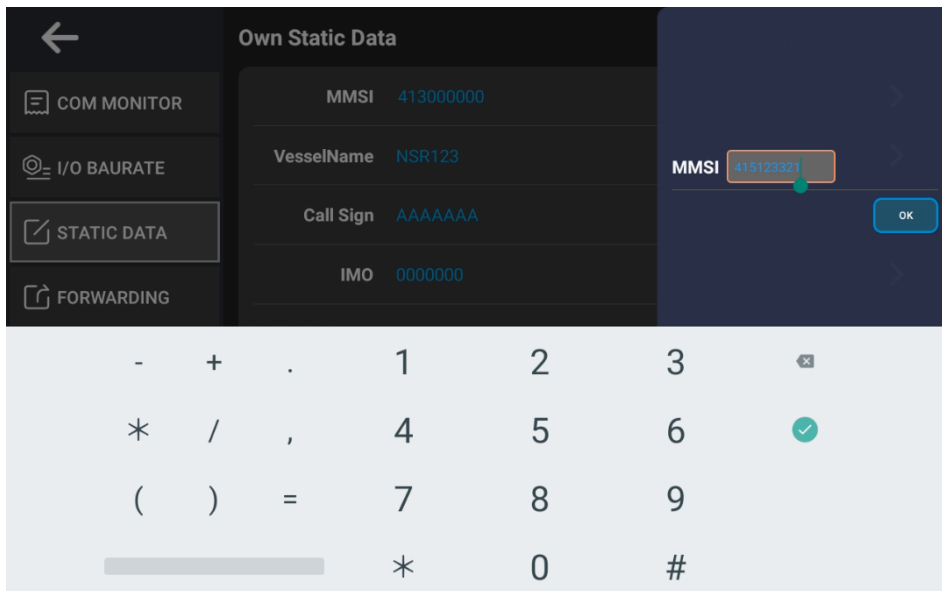 Own Static Data
COM MONITOR
MMSI 413000000
I/O BAURATE
VesselName NSR123
MMSI 415123321
STATIC DATA
Call Sign AAAAAAA
OK
FORWARDING
IMO 0000000
- + . 1 2 3
* / , 4 5 6
( ) = 7 8 9
* 0 #